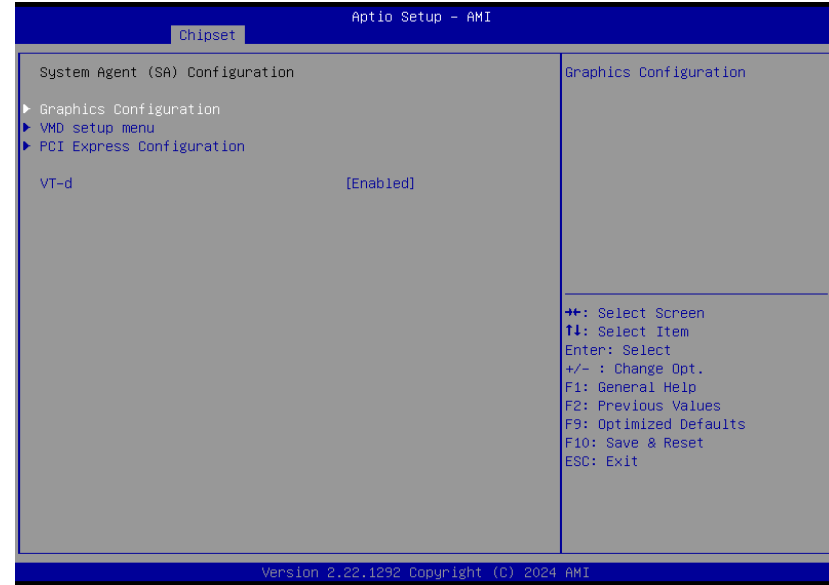 Aptio Setup – AMI
Chipset
System Agent (SA) Configuration
Graphics Configuration
VMD setup menu
PCI Express Configuration
VT-d [Enabled]
Graphics Configuration
→←: Select Screen
↑↓: Select Item
Enter: Select
+/- : Change Opt.
F1: General Help
F2: Previous Values
F9: Optimized Defaults
F10: Save & Reset
ESC: Exit
Version 2.22.1292 Copyright (C) 2024 AMI